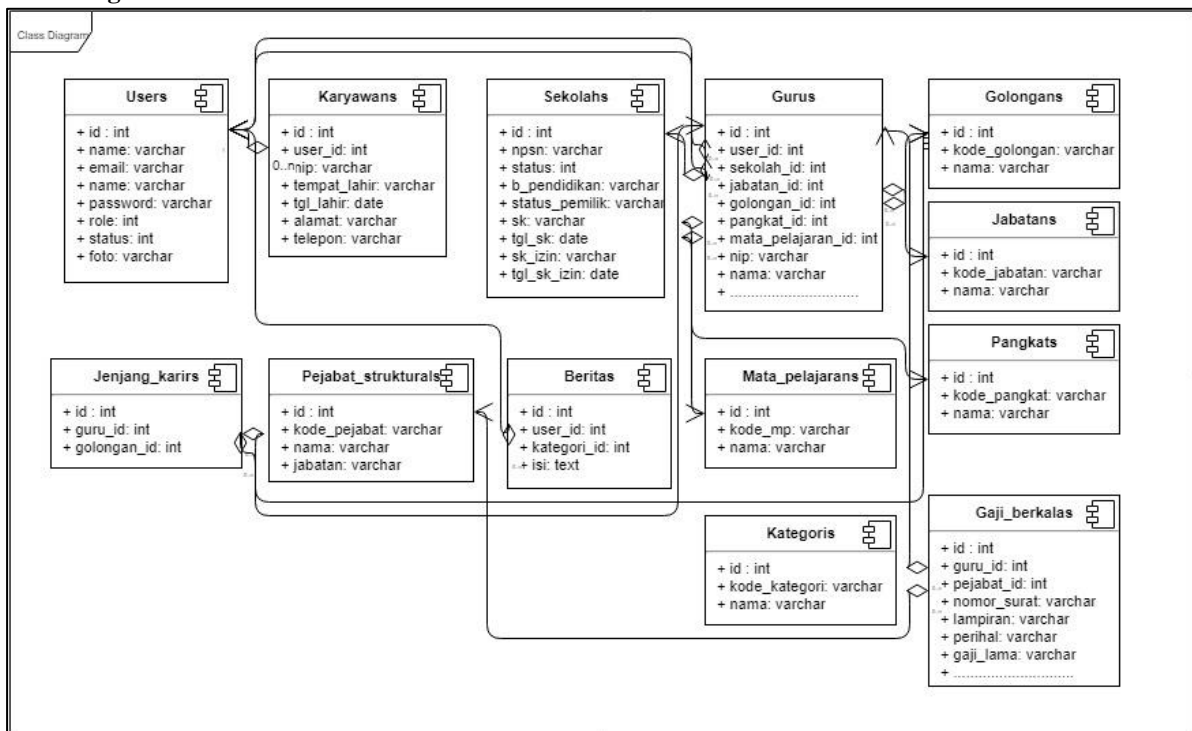 Class Diagram
Users
+ id : int
+ name: varchar
+ email: varchar
+ name: varchar
+ password: varchar
+ role: int
+ status: int
+ foto: varchar
Karyawans
+ id : int
+ user_id: int
0..n
nip: varchar
+ tempat_lahir: varchar
+ tgl_lahir: date
+ alamat: varchar
+ telepon: varchar
Sekolahs
+ id : int
+ npsn: varchar
+ status: int
+ b_pendidikan: varchar
+ status_pemilik: varchar
+ sk: varchar
+ tgl_sk: date
+ sk_izin: varchar
+ tgl_sk_izin: date
Gurus
+ id : int
+ user_id: int
+ sekolah_id: int
+ jabatan_id: int
+ golongan_id: int
+ pangkat_id: int
+ mata_pelajaran_id: int
+ nip: varchar
+ nama: varchar
+ ................................
Golongans
+ id : int
+ kode_golongan: varchar
+ nama: varchar
Jabatans
+ id : int
+ kode_jabatan: varchar
+ nama: varchar
Pangkats
+ id : int
+ kode_pangkat: varchar
+ nama: varchar
Jenjang_karirs
+ id : int
+ guru_id: int
+ golongan_id: int
Pejabat_strukturals
+ id : int
+ kode_pejabat: varchar
+ nama: varchar
+ jabatan: varchar
Beritas
+ id : int
+ user_id: int
+ kategori_id: int
+ isi: text
Mata_pelajarans
+ id : int
+ kode_mp: varchar
+ nama: varchar
Kategoris
+ id : int
+ kode_kategori: varchar
+ nama: varchar
Gaji_berkalas
+ id : int
+ guru_id: int
+ pejabat_id: int
+ nomor_surat: varchar
+ lampiran: varchar
+ perihal: varchar
+ gaji_lama: varchar
+ ..............................